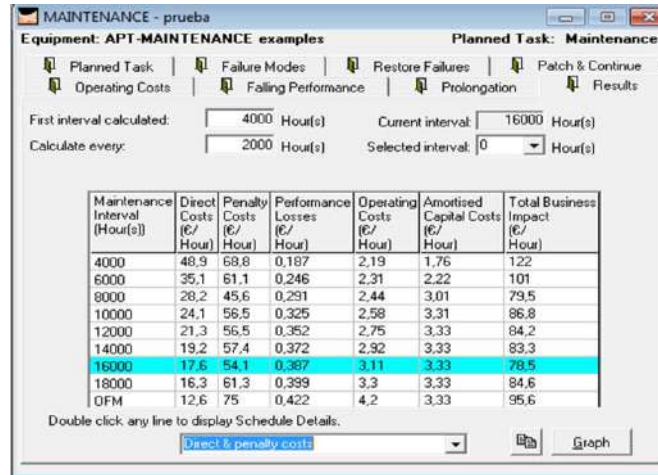 MAINTENANCE - prueba
Equipment: APT-MAINTENANCE examples Planned Task: Maintenance
Planned Task Failure Modes Restore Failures Patch & Continue
Operating Costs Falling Performance Prolongation Results
First interval calculated: 4000 Hour(s) Current interval: 16000 Hour(s)
Calculate every: 2000 Hour(s) Selected interval: 0 Hour(s)
Maintenance Direct Penalty Performance Operating Amortised Total Business
Interval Costs Costs Losses Costs Capital Costs Impact
(Hour(s)) (€/ (€/ (€/ (€/ (€/ (€/
Hour) Hour) Hour) Hour) Hour) Hour)
4000 48,9 68,8 0,187 2,19 1,76 122
6000 35,1 61,1 0,246 2,31 2,22 101
8000 28,2 45,6 0,291 2,44 3,01 79,5
10000 24,1 56,5 0,325 2,58 3,31 86,8
12000 21,3 56,5 0,352 2,75 3,33 84,2
14000 19,2 57,4 0,372 2,92 3,33 83,3
16000 17,6 54,1 0,387 3,11 3,33 78,5
18000 16,3 61,3 0,399 3,3 3,33 84,6
OFM 12,6 75 0,422 4,2 3,33 95,6
Double click any line to display Schedule Details.
Direct & penalty costs Graph